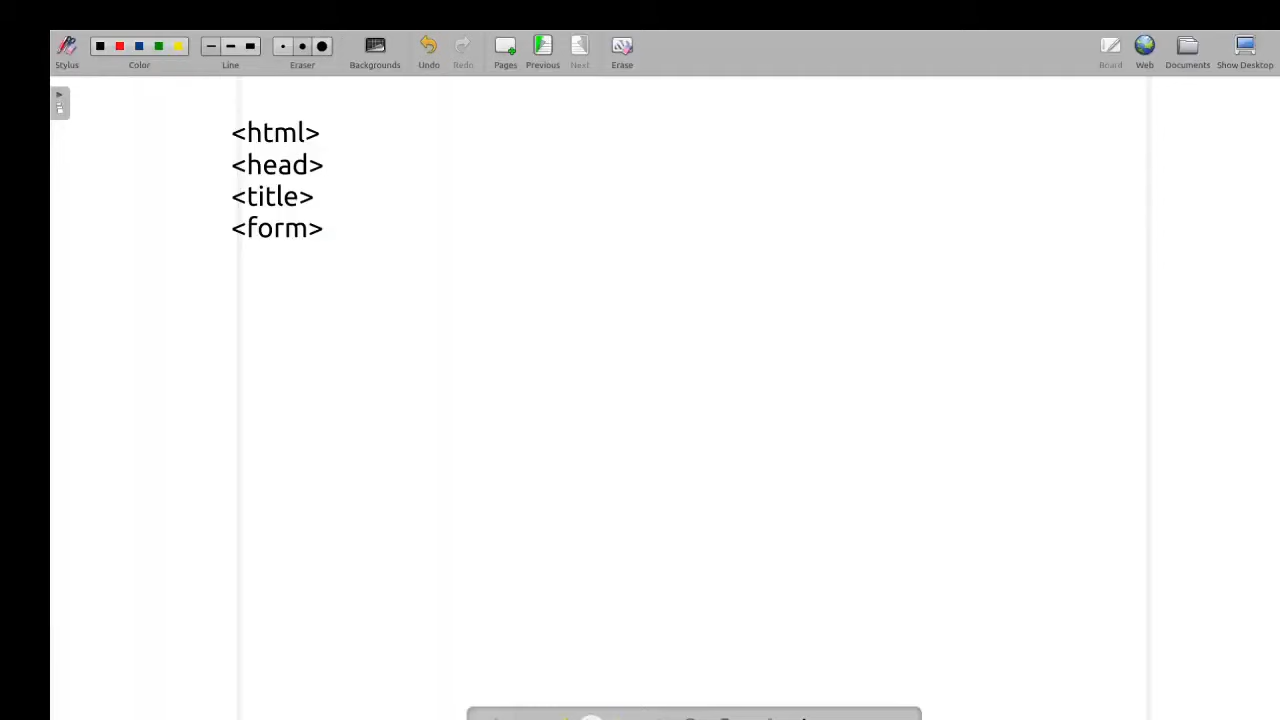 Stylus
Color
Line
Eraser
Backgrounds
Undo
Redo
Pages
Previous
Next
Erase
Board
Web
Documents
Show Desktop
<html>
<head>
<title>
<form>